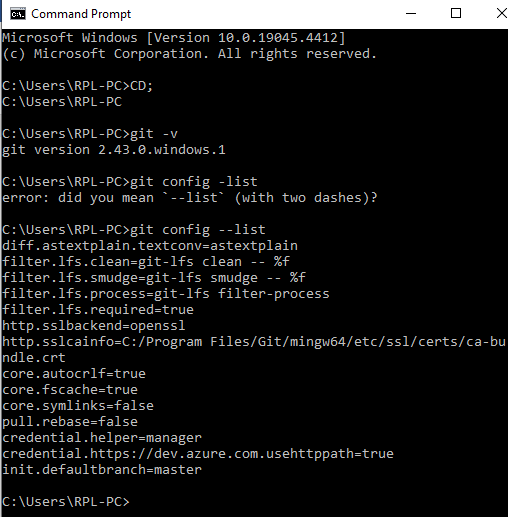 Command Prompt
Microsoft Windows [Version 10.0.19045.4412]
(c) Microsoft Corporation. All rights reserved.
C:\Users\RPL-PC>CD;
C:\Users\RPL-PC
C:\Users\RPL-PC>git -v
git version 2.43.0.windows.1
C:\Users\RPL-PC>git config -list
error: did you mean `--list` (with two dashes)?
C:\Users\RPL-PC>git config --list
diff.astextplain.textconv=astextplain
filter.lfs.clean=git-lfs clean -- %f
filter.lfs.smudge=git-lfs smudge -- %f
filter.lfs.process=git-lfs filter-process
filter.lfs.required=true
http.sslbackend=openssl
http.sslcainfo=C:/Program Files/Git/mingw64/etc/ssl/certs/ca-bu
ndle.crt
core.autocrlf=true
core.fscache=true
core.symlinks=false
pull.rebase=false
credential.helper=manager
credential.https://dev.azure.com.usehttppath=true
init.defaultbranch=master
C:\Users\RPL-PC>